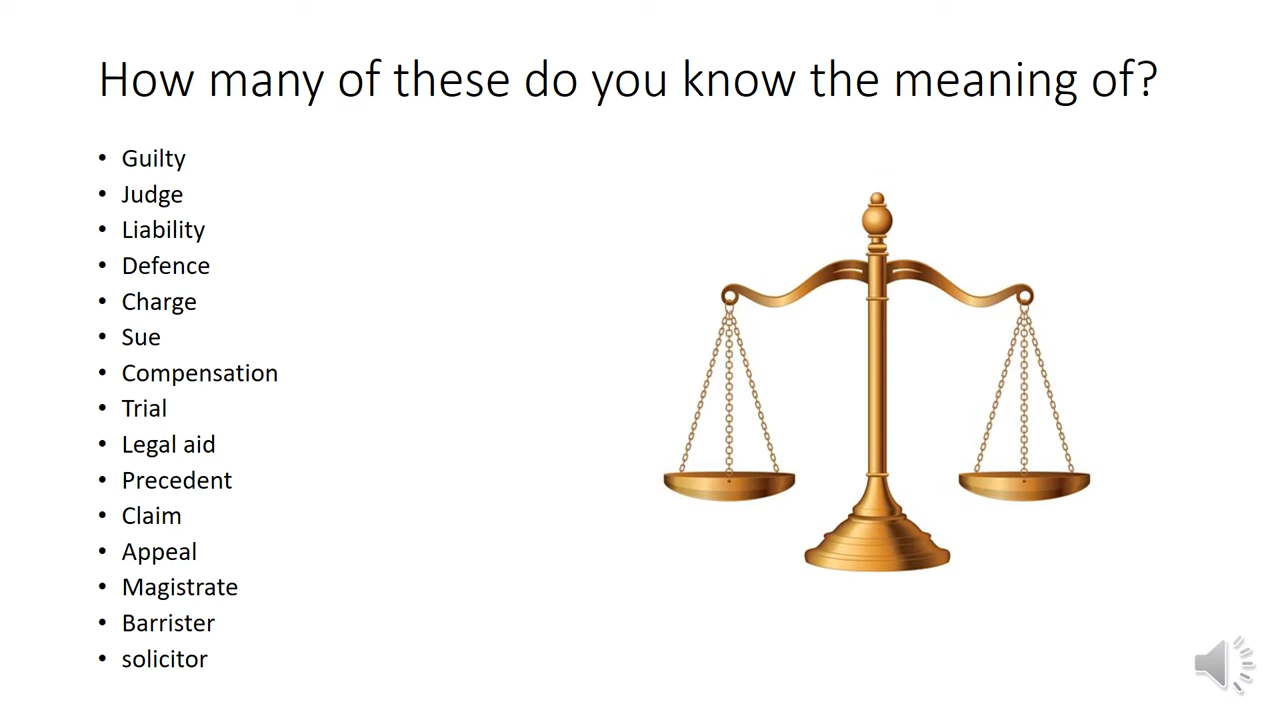 How many of these do you know the meaning of?
• Guilty
• Judge
• Liability
• Defence
• Charge
• Sue
• Compensation
• Trial
• Legal aid
• Precedent
• Claim
• Appeal
• Magistrate
• Barrister
• solicitor